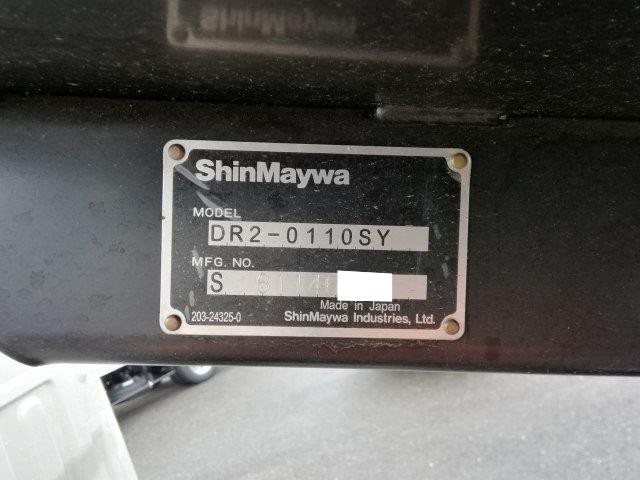 ShinMaywa
MODEL
DR2-0110SY
MFG. NO.
S
Made in Japan
203-24325-0 ShinMaywa Industries, Ltd.